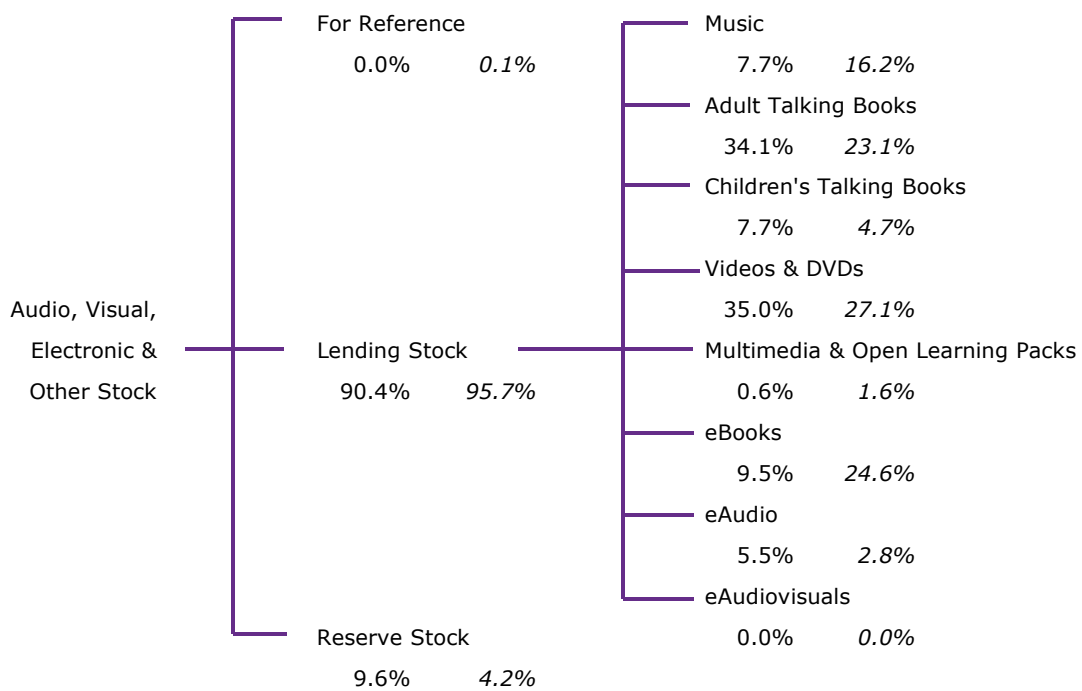 For Reference
0.0% 0.1%
Audio, Visual,
Electronic &
Other Stock
Lending Stock
90.4% 95.7%
Reserve Stock
9.6% 4.2%
Music
7.7% 16.2%
Adult Talking Books
34.1% 23.1%
Children's Talking Books
7.7% 4.7%
Videos & DVDs
35.0% 27.1%
Multimedia & Open Learning Packs
0.6% 1.6%
eBooks
9.5% 24.6%
eAudio
5.5% 2.8%
eAudiovisuals
0.0% 0.0%